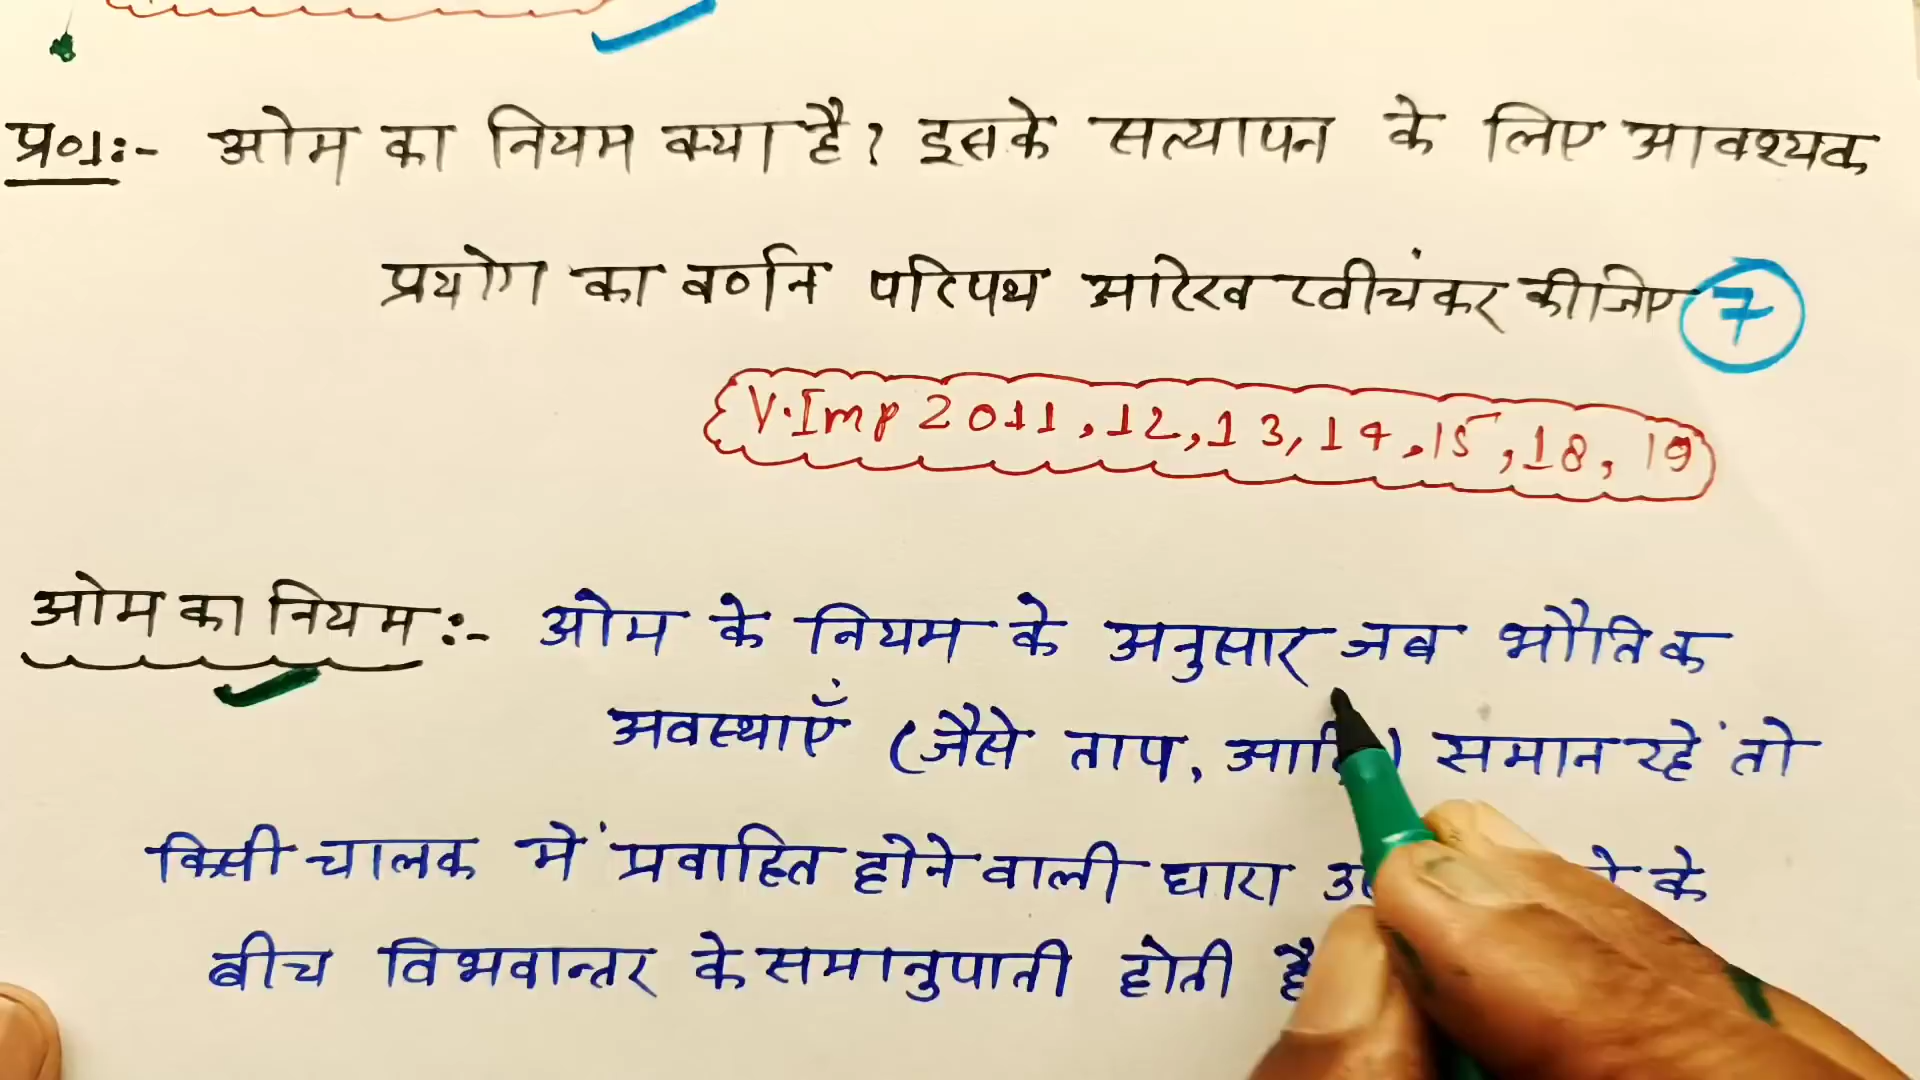 प्र०1:- ओम का नियम क्या है? इसके सत्यापन के लिए आवश्यक
प्रयोग का वर्णन परिपथ आरेख खींचकर कीजिए 7
V.Imp 2011, 12, 13, 14, 15, 18, 19
ओम का नियम :- ओम के नियम के अनुसार जब भौतिक
अवस्थाएँ (जैसे ताप, आदि) समान रहें तो
किसी चालक में प्रवाहित होने वाली धारा के
बीच विभवान्तर के समानुपाती होती है